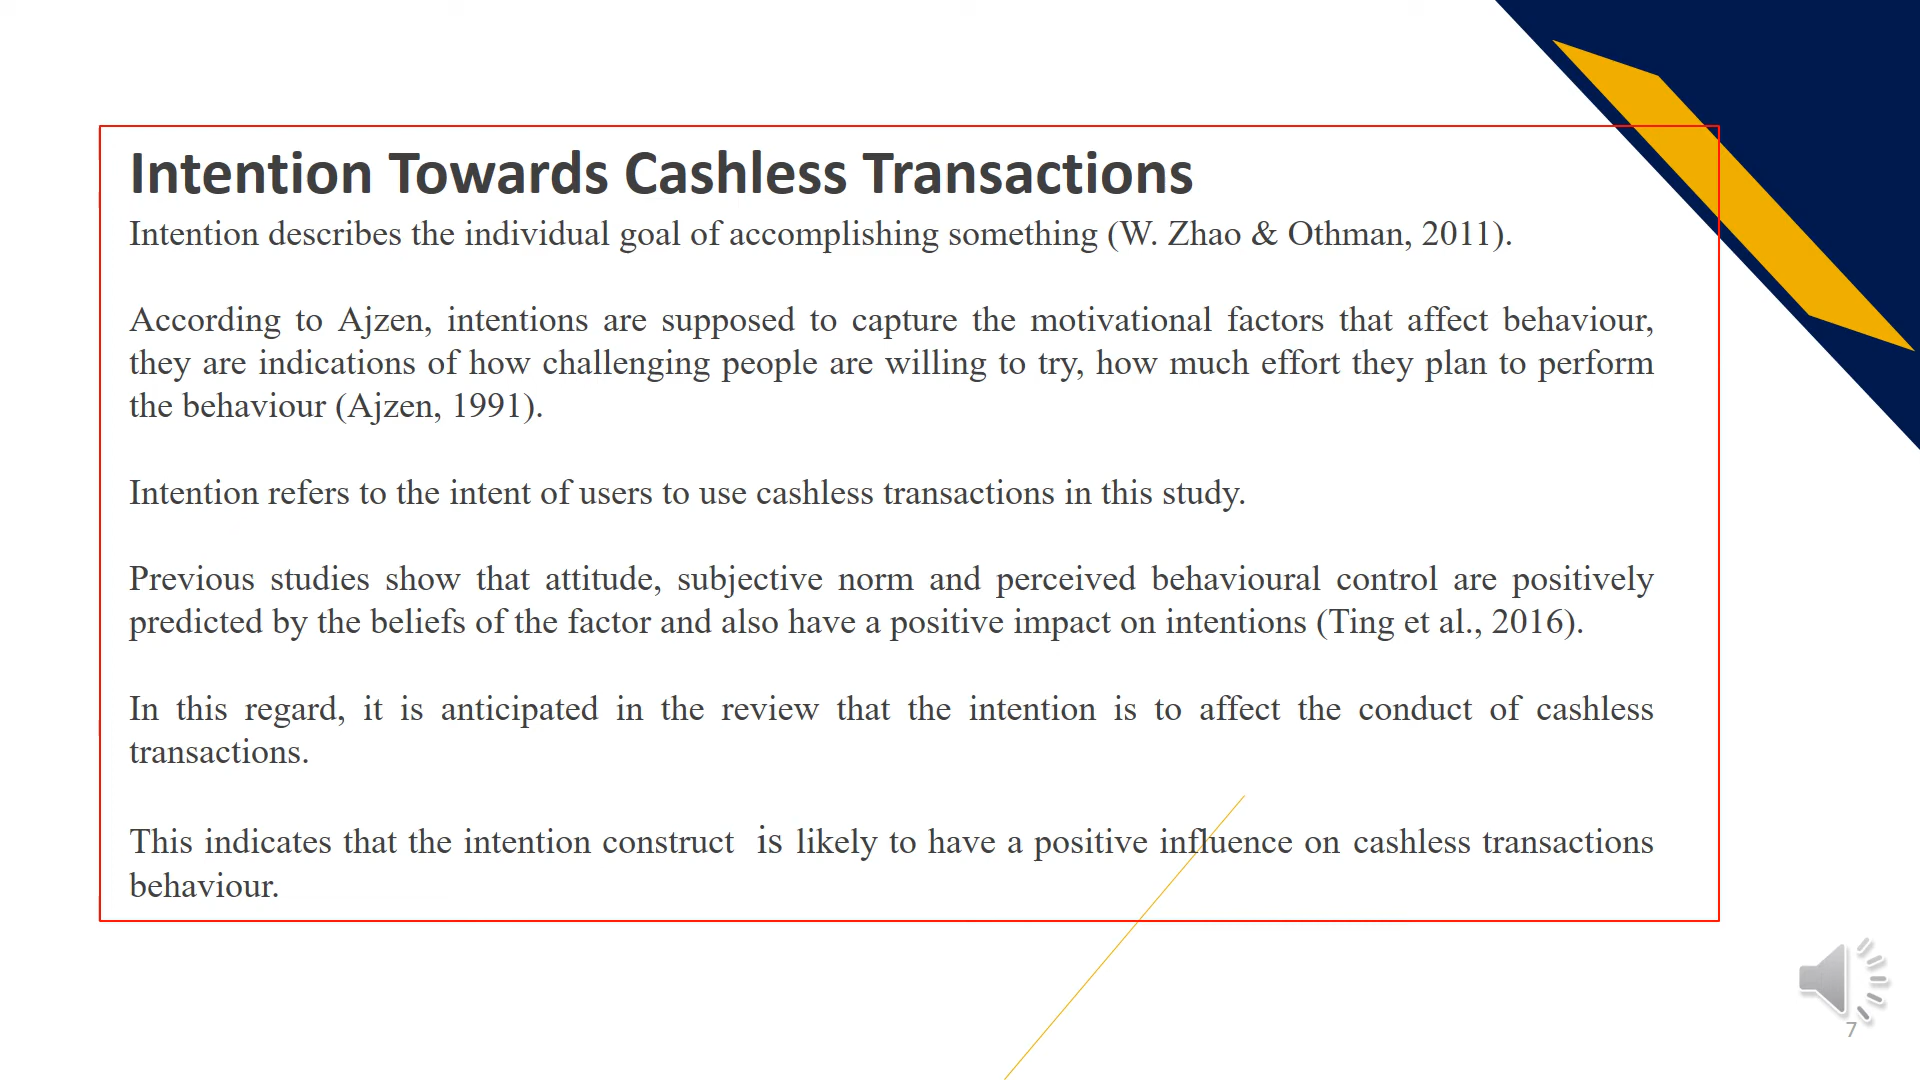 Intention Towards Cashless Transactions
Intention describes the individual goal of accomplishing something (W. Zhao & Othman, 2011).
According to Ajzen, intentions are supposed to capture the motivational factors that affect behaviour,
they are indications of how challenging people are willing to try, how much effort they plan to perform
the behaviour (Ajzen, 1991).
Intention refers to the intent of users to use cashless transactions in this study.
Previous studies show that attitude, subjective norm and perceived behavioural control are positively
predicted by the beliefs of the factor and also have a positive impact on intentions (Ting et al., 2016).
In this regard, it is anticipated in the review that the intention is to affect the conduct of cashless
transactions.
This indicates that the intention construct is likely to have a positive influence on cashless transactions
behaviour.
7